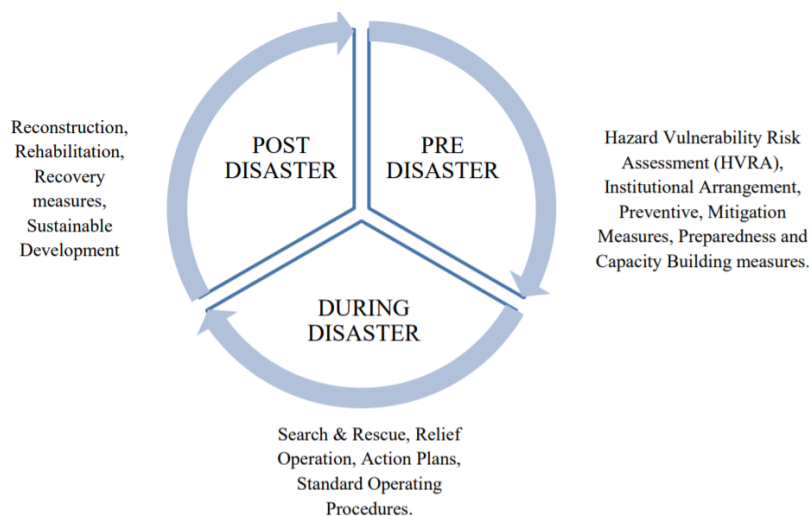 POST
DISASTER
PRE
DISASTER
DURING
DISASTER
Reconstruction,
Rehabilitation,
Recovery
measures,
Sustainable
Development
Hazard Vulnerability Risk
Assessment (HVRA),
Institutional Arrangement,
Preventive, Mitigation
Measures, Preparedness and
Capacity Building measures.
Search & Rescue, Relief
Operation, Action Plans,
Standard Operating
Procedures.